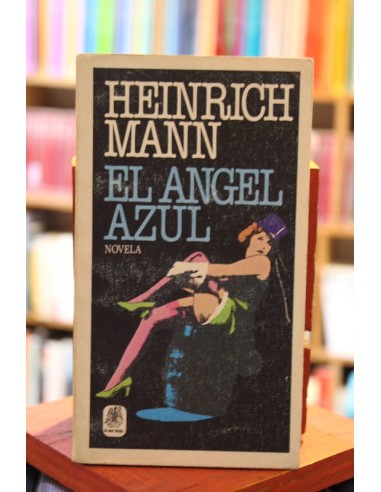 HEINRICH
MANN
EL ANGEL
AZUL
NOVELA